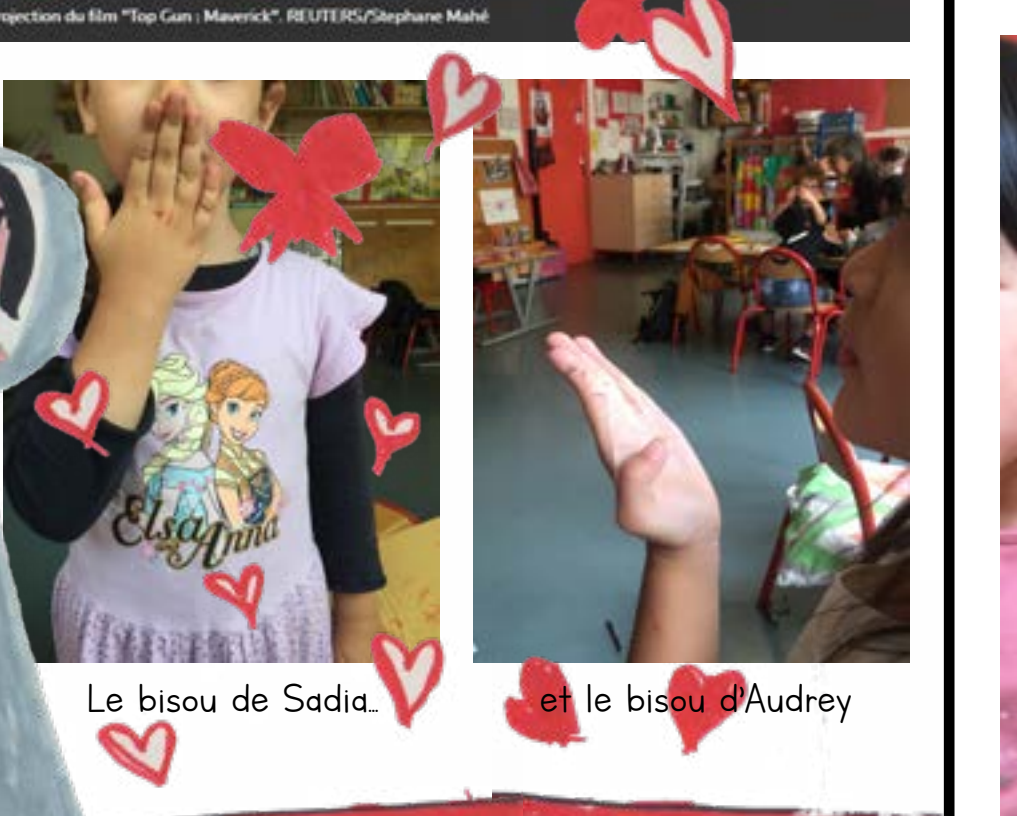 rojection du film "Top Gun : Maverick". REUTERS/Stephane Mahé
Elsa
and
Anna
Le bisou de Sadia...
et le bisou d'Audrey